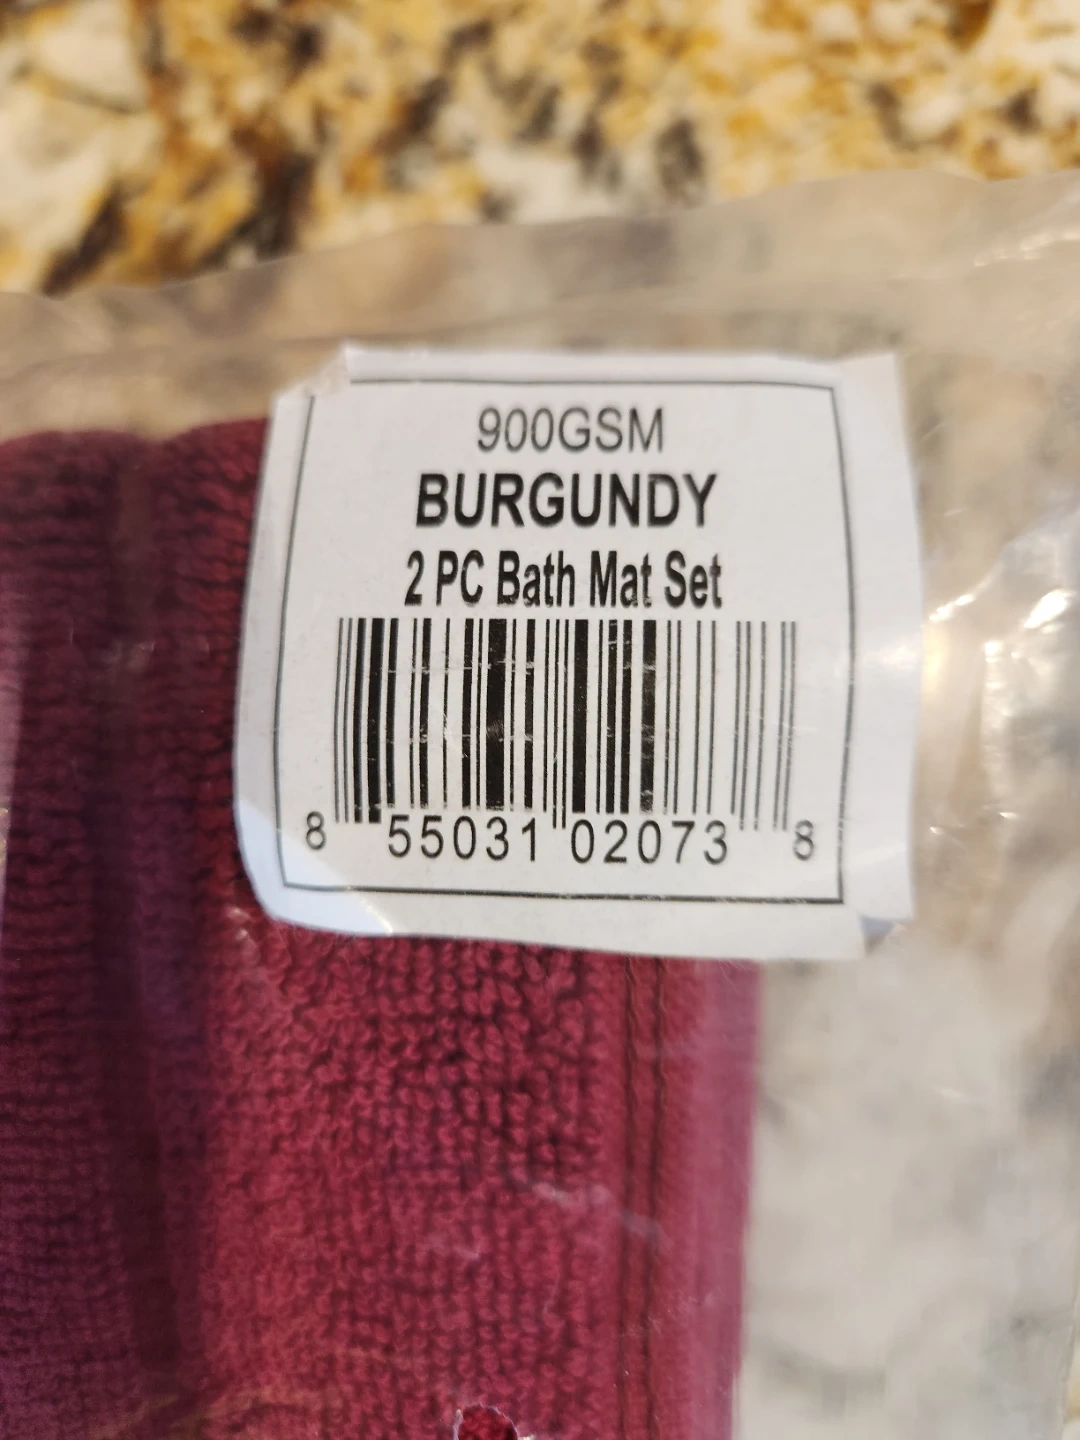 900GSM
BURGUNDY
2 PC Bath Mat Set
8 55031 02073 8